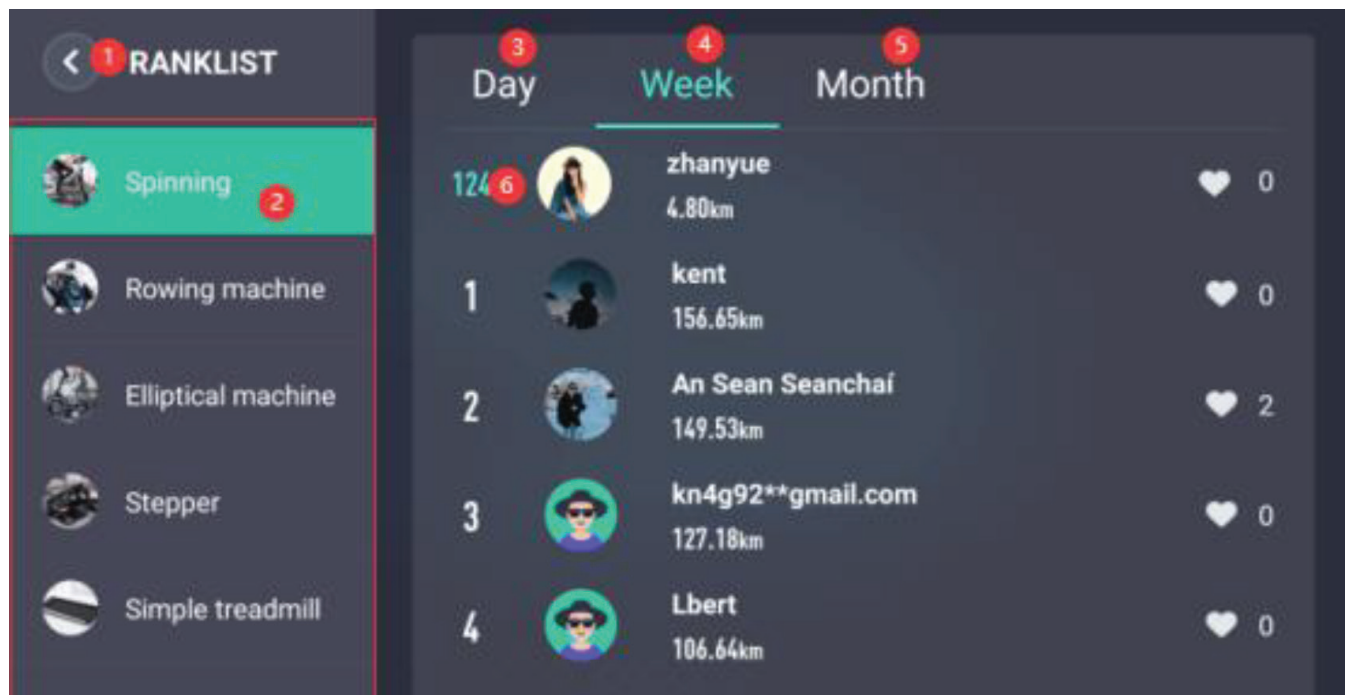 1 RANKLIST
Spinning 2
Rowing machine
Elliptical machine
Stepper
Simple treadmill
3 4 5
Day Week Month
124 6 zhanyue 0
4.80km
1 kent 0
156.65km
2 An Sean Seanchaí 2
149.53km
3 kn4g92**gmail.com 0
127.18km
4 Lbert 0
106.64km